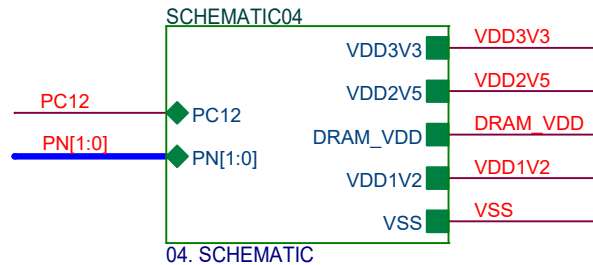 SCHEMATIC04
VDD3V3 VDD3V3
VDD2V5 VDD2V5
PC12 PC12
DRAM_VDD DRAM_VDD
PN[1:0] PN[1:0]
VDD1V2 VDD1V2
VSS VSS
04. SCHEMATIC